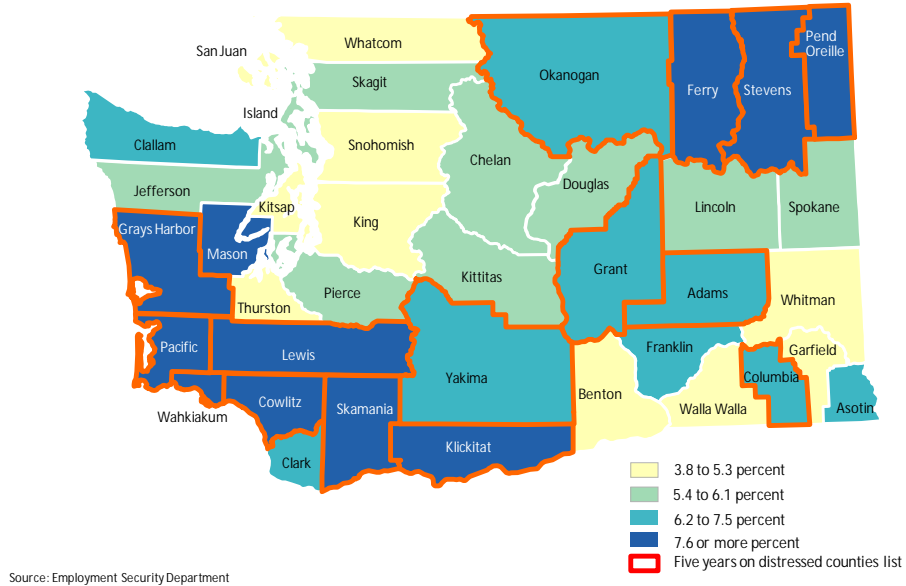 Whatcom
San Juan
Skagit
Island
Okanogan
Pend
Oreille
Ferry
Stevens
Clallam
Snohomish
Chelan
Jefferson
Douglas
Kitsap
Lincoln
Spokane
Grays Harbor
King
Mason
Kittitas
Grant
Pierce
Adams
Whitman
Thurston
Pacific
Lewis
Franklin
Garfield
Yakima
Columbia
Benton
Cowlitz
Skamania
Walla Walla
Asotin
Wahkiakum
Klickitat
Clark
3.8 to 5.3 percent
5.4 to 6.1 percent
6.2 to 7.5 percent
7.6 or more percent
Five years on distressed counties list
Source: Employment Security Department